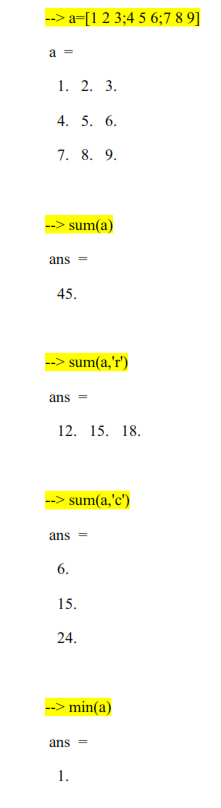 --> a=[1 2 3;4 5 6;7 8 9]
a =
1. 2. 3.
4. 5. 6.
7. 8. 9.
--> sum(a)
ans =
45.
--> sum(a,'r')
ans =
12. 15. 18.
--> sum(a,'c')
ans =
6.
15.
24.
--> min(a)
ans =
1.